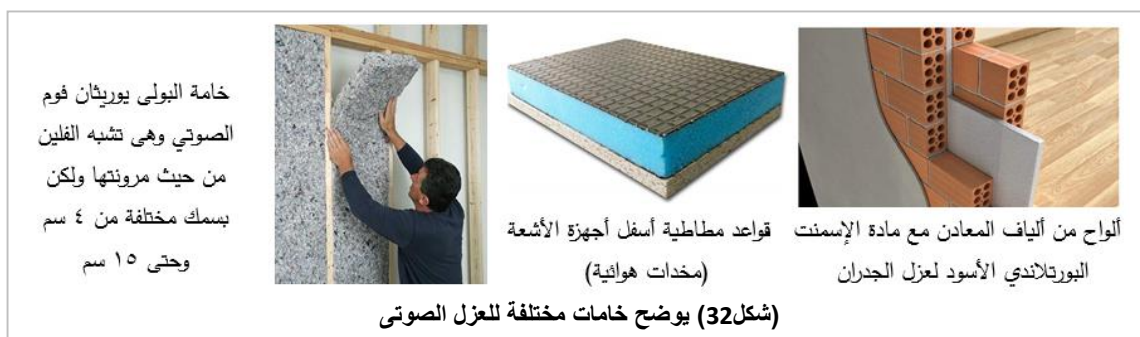 ألواح من ألياف المعادن مع مادة الإسمنت
البورتلاندي الأسود لعزل الجدران
قواعد مطاطية أسفل أجهزة الأشعة
(مخدات هوائية)
خامة البولى يوريثان فوم
الصوتي وهى تشبه الفلين
من حيث مرونتها ولكن
بسمك مختلفة من ٤ سم
وحتى ١٥ سم
(شكل32) يوضح خامات مختلفة للعزل الصوتى